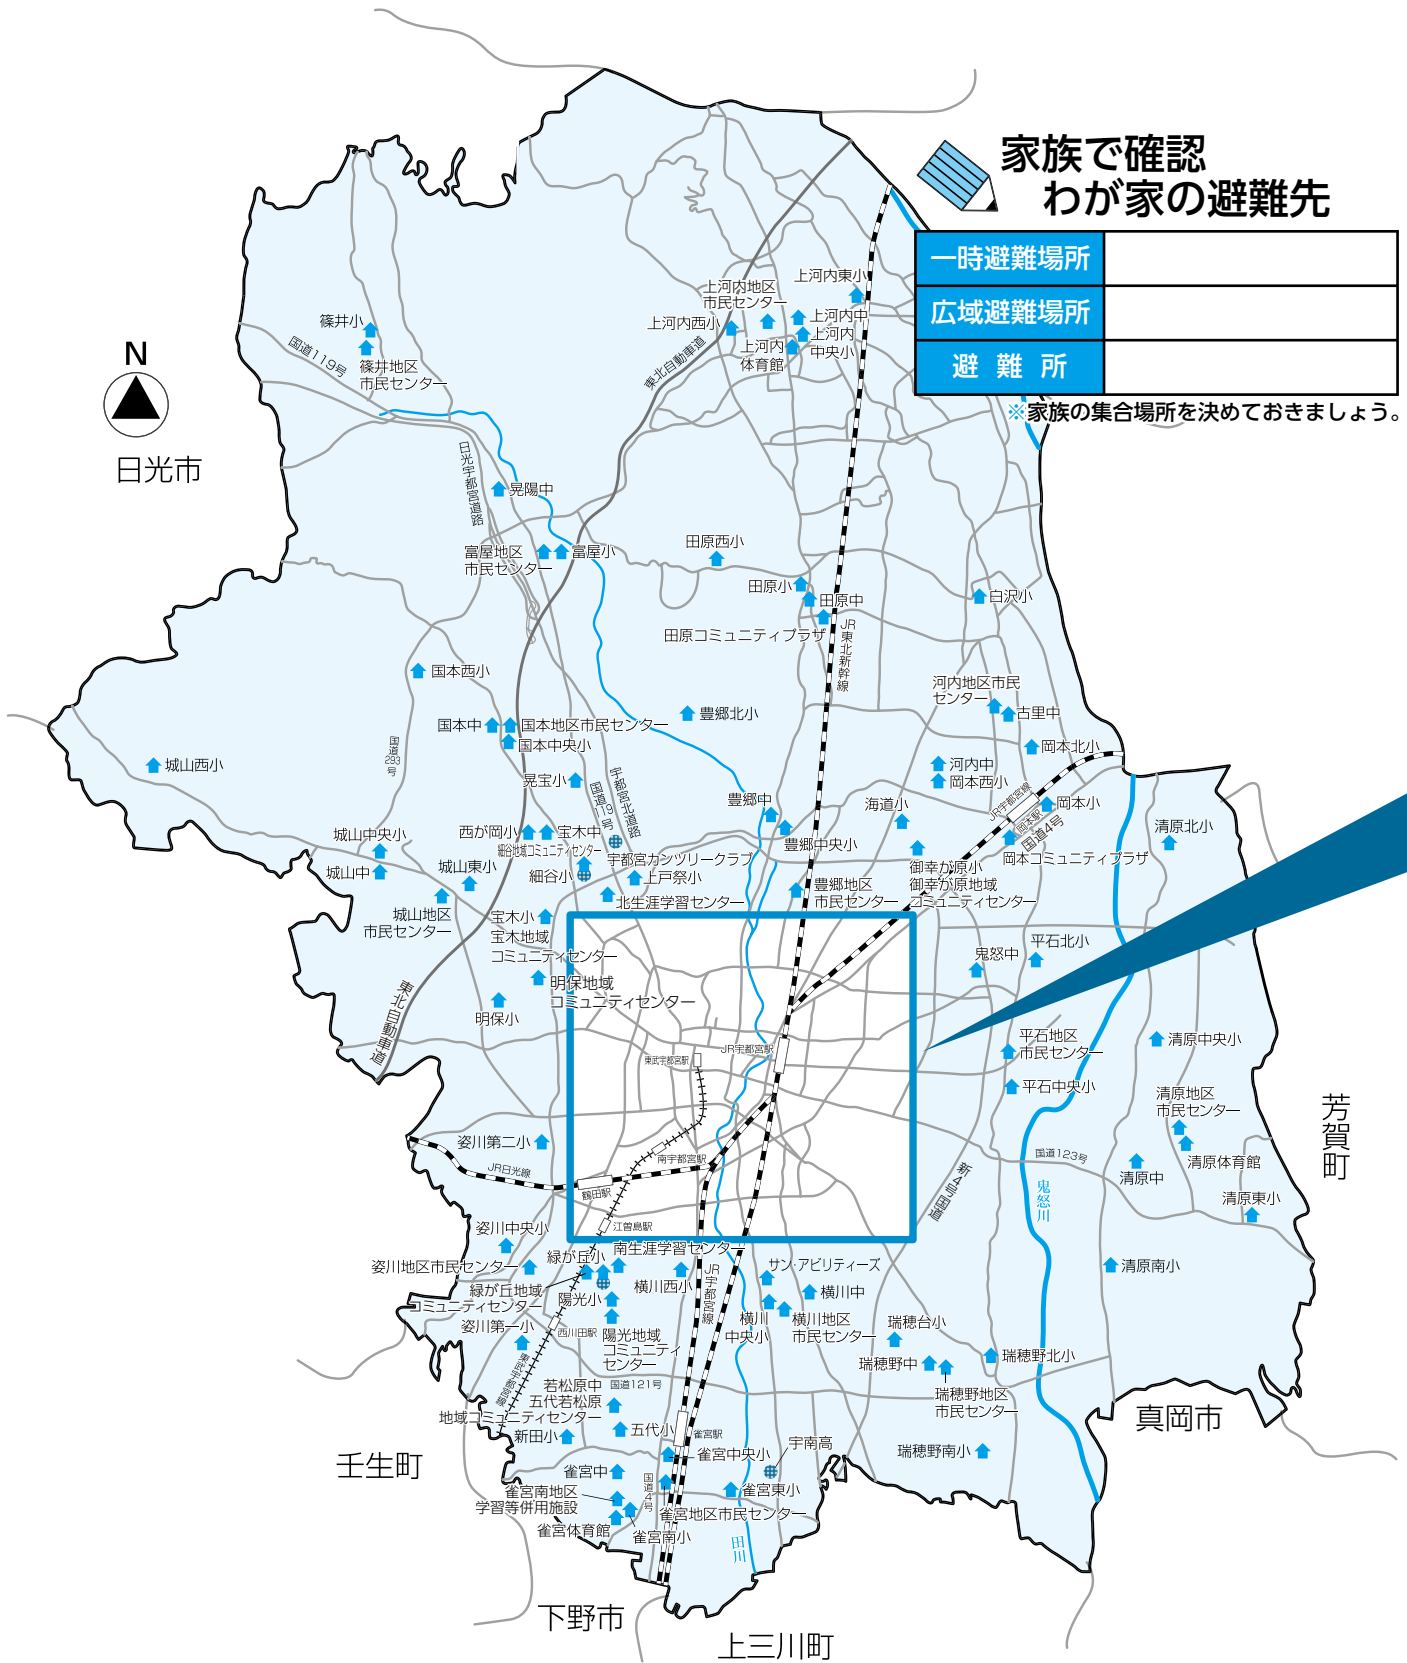 家族で確認
わが家の避難先
一時避難場所
広域避難場所
避難所
※家族の集合場所を決めておきましょう。
N
日光市
篠井小
国道119号
篠井地区
市民センター
上河内東小
上河内地区
市民センター
上河内西小
上河内中
上河内
中央小
上河内
体育館
東北自動車道
日光宇都宮道路
晃陽中
富屋地区
市民センター
富屋小
田原西小
田原小
田原中
田原コミュニティプラザ
JR東北新幹線
白沢小
国本西小
河内地区市民
センター
古里中
国本中
国本地区市民センター
国本中央小
豊郷北小
岡本北小
国道293号
城山西小
晃宝小
国道119号
宇都宮北道路
河内中
岡本西小
豊郷中
海道小
JR宇都宮線
岡本駅
岡本小
国道4号
清原北小
西が岡小
宝木中
細谷地域コミュニティセンター
城山中央小
豊郷中央小
岡本コミュニティプラザ
城山中
城山東小
細谷小
宇都宮カンツリークラブ
上戸祭小
御幸が原小
御幸が原地域
コミュニティセンター
豊郷地区
市民センター
北生涯学習センター
城山地区
市民センター
宝木小
宝木地域
コミュニティセンター
平石北小
鬼怒中
明保地域
コミュニティセンター
明保小
東北自動車道
平石地区
市民センター
清原中央小
JR宇都宮駅
東武宇都宮駅
平石中央小
清原地区
市民センター
芳賀町
姿川第二小
南宇都宮駅
国道123号
清原体育館
JR日光線
鶴田駅
新4号国道
鬼怒川
清原中
清原東小
江曽島駅
姿川中央小
緑が丘小
南生涯学習センター
姿川地区市民センター
サン・アビリティーズ
清原南小
緑が丘地域
コミュニティセンター
陽光小
横川西小
JR宇都宮線
横川中
横川
中央小
横川地区
市民センター
瑞穂台小
姿川第一小
西川田駅
陽光地域
コミュニティ
センター
瑞穂野中
瑞穂野北小
東武宇都宮線
国道121号
瑞穂野地区
市民センター
若松原中
五代若松原
地域コミュニティセンター
真岡市
新田小
五代小
雀宮駅
宇南高
瑞穂野南小
壬生町
雀宮中央小
雀宮中
国道4号
雀宮東小
雀宮南地区
学習等併用施設
雀宮地区市民センター
雀宮体育館
雀宮南小
田川
下野市
上三川町